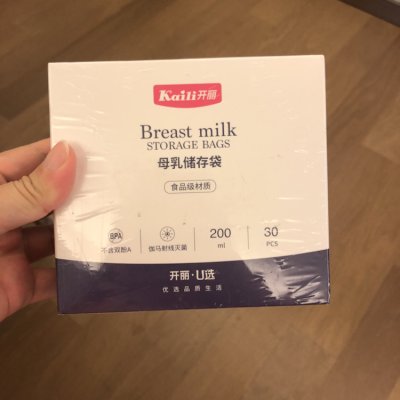 Kaili开丽
Breast milk
STORAGE BAGS
母乳储存袋
食品级材质
BPA
200
30
不含双酚A
伽马射线灭菌
ml
PCS
开丽·U选
优选品质生活